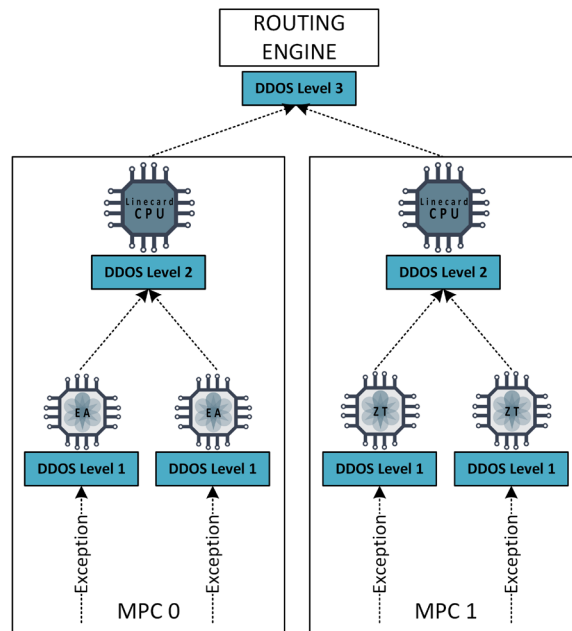 ROUTING
ENGINE
DDOS Level 3
Linecard
CPU
Linecard
CPU
DDOS Level 2
DDOS Level 2
EA
EA
ZT
ZT
DDOS Level 1
DDOS Level 1
DDOS Level 1
DDOS Level 1
Exception
Exception
Exception
Exception
MPC 0
MPC 1